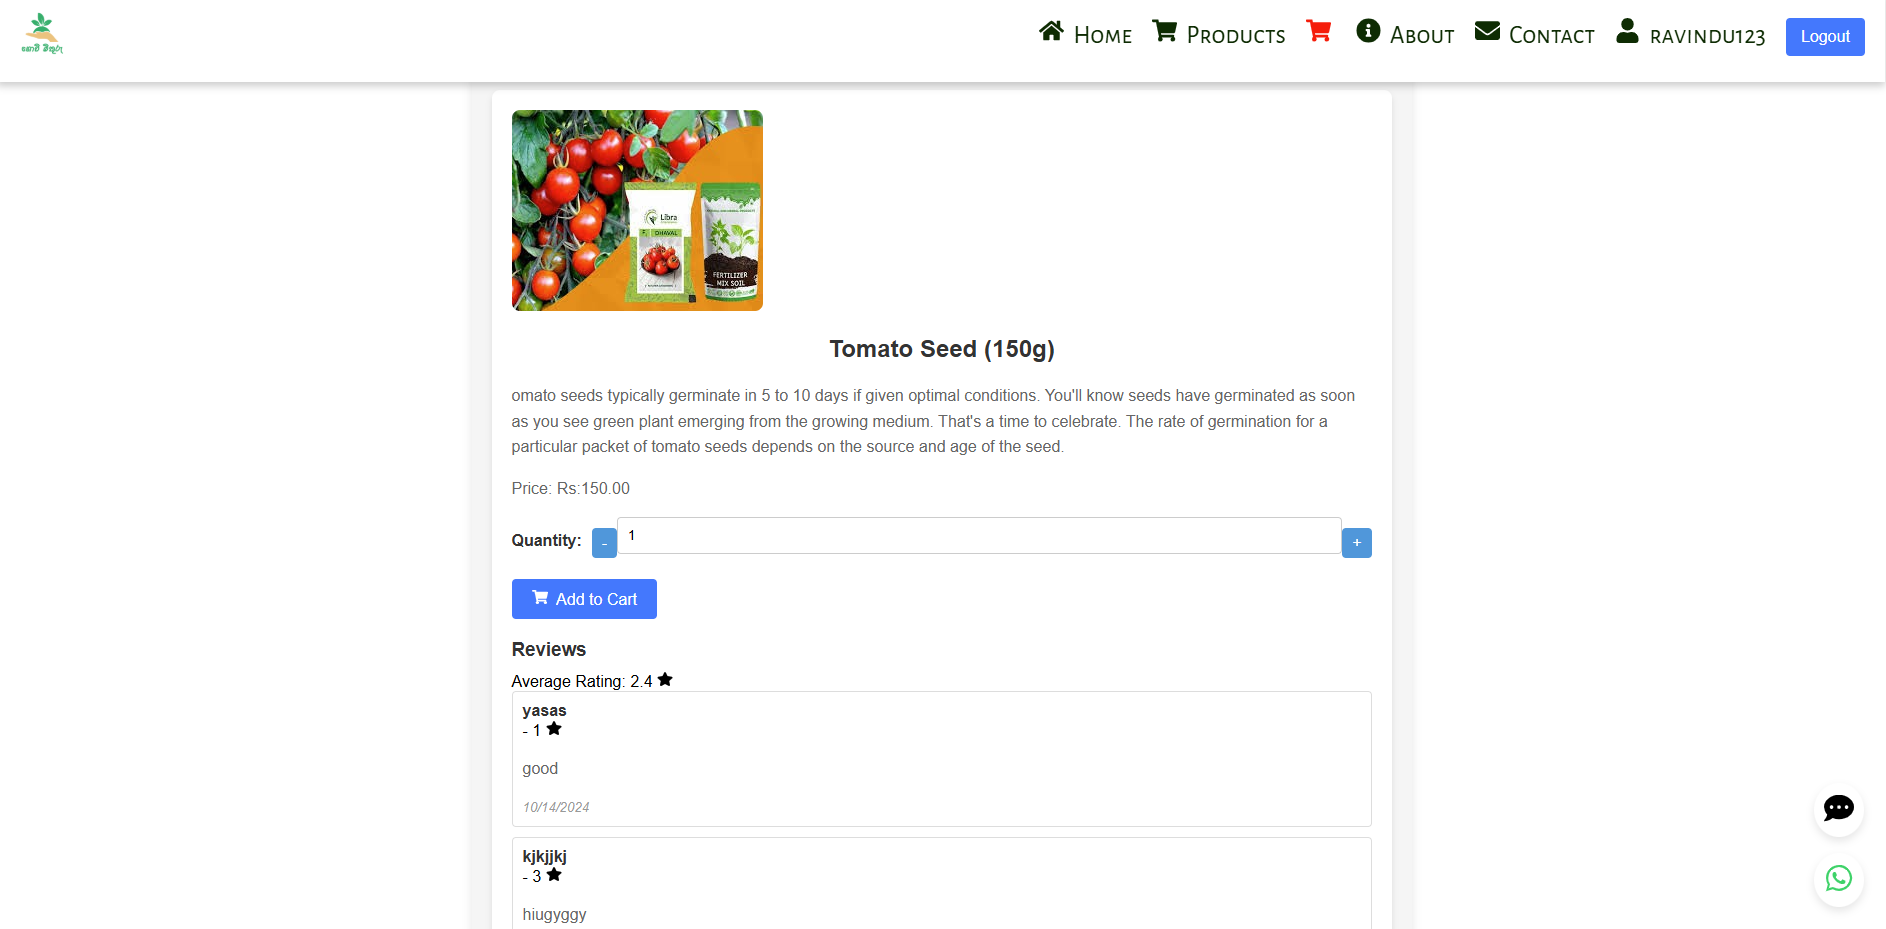 ගොවි මිතුරු
Home
Products
About
Contact
ravindu123
Logout
Libra
DHAVAL
FERTILIZER
MIX SOIL
Tomato Seed (150g)
omato seeds typically germinate in 5 to 10 days if given optimal conditions. You'll know seeds have germinated as soon
as you see green plant emerging from the growing medium. That's a time to celebrate. The rate of germination for a
particular packet of tomato seeds depends on the source and age of the seed.
Price: Rs:150.00
Quantity: - 1 +
Add to Cart
Reviews
Average Rating: 2.4
yasas
- 1
good
10/14/2024
kjkjjkj
- 3
hiugyggy